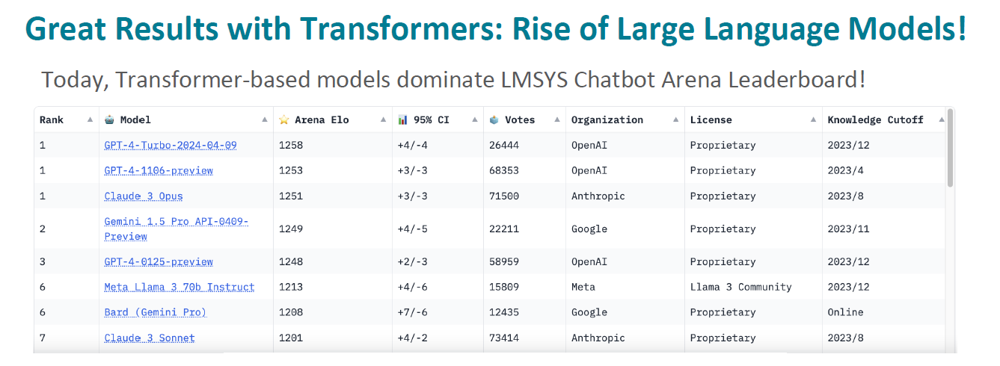 Great Results with Transformers: Rise of Large Language Models!
Today, Transformer-based models dominate LMSYS Chatbot Arena Leaderboard!
Rank ▲ 🤖 Model ▲ ⭐ Arena Elo ▲ 📊 95% CI ▲ 🗳️ Votes ▲ Organization ▲ License ▲ Knowledge Cutoff ▲
1 GPT-4-Turbo-2024-04-09 1258 +4/-4 26444 OpenAI Proprietary 2023/12
1 GPT-4-1106-preview 1253 +3/-3 68353 OpenAI Proprietary 2023/4
1 Claude 3 Opus 1251 +3/-3 71500 Anthropic Proprietary 2023/8
2 Gemini 1.5 Pro API-0409- 1249 +4/-5 22211 Google Proprietary 2023/11
Preview
3 GPT-4-0125-preview 1248 +2/-3 58959 OpenAI Proprietary 2023/12
6 Meta Llama 3 70b Instruct 1213 +4/-6 15809 Meta Llama 3 Community 2023/12
6 Bard (Gemini Pro) 1208 +7/-6 12435 Google Proprietary Online
7 Claude 3 Sonnet 1201 +4/-2 73414 Anthropic Proprietary 2023/8